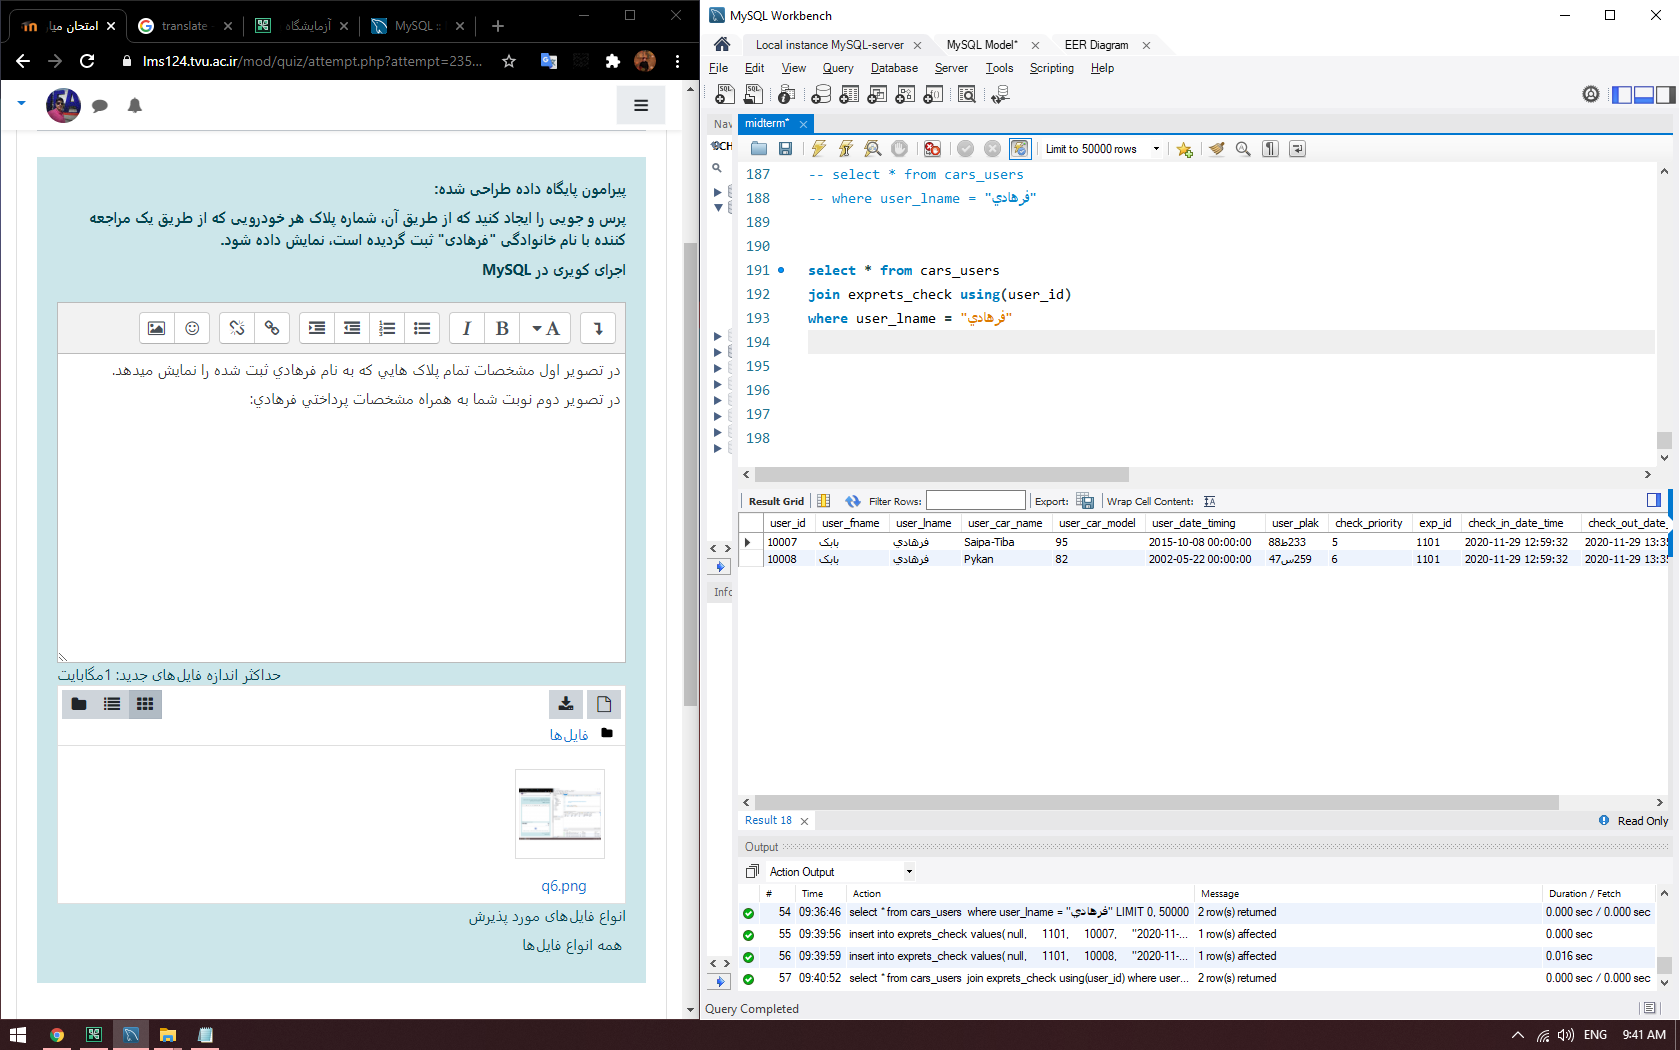 امتحان میا
translate
آزمایشگاه
MySQL ::
lms124.tvu.ac.ir/mod/quiz/attempt.php?attempt=235...
پیرامون پایگاه داده طراحی شده:
پرس و جویی را ایجاد کنید که از طریق آن، شماره پلاک هر خودرویی که از طریق یک مراجعه
کننده با نام خانوادگی "فرهادی" ثبت گردیده است، نمایش داده شود.
اجرای کویری در MySQL
در تصوير اول مشخصات تمام پلاک هايي که به نام فرهادي ثبت شده را نمايش ميدهد.
در تصوير دوم نوبت شما به همراه مشخصات پرداختي فرهادي:
حداکثر اندازه فایل‌های جدید: 1مگابایت
فایل‌ها
q6.png
انواع فایل‌های مورد پذیرش
همه انواع فایل‌ها
MySQL Workbench
Local instance MySQL-server
MySQL Model*
EER Diagram
File Edit View Query Database Server Tools Scripting Help
Nav
midterm*
Limit to 50000 rows
187 -- select * from cars_users
188 -- where user_lname = "فرهادي"
189
190
191 select * from cars_users
192 join exprets_check using(user_id)
193 where user_lname = "فرهادي"
194
195
196
197
198
Result Grid Filter Rows: Export: Wrap Cell Content:
user_id user_fname user_lname user_car_name user_car_model user_date_timing user_plak check_priority exp_id check_in_date_time check_out_date_
10007 بابک فرهادي Saipa-Tiba 95 2015-10-08 00:00:00 88ط233 5 1101 2020-11-29 12:59:32 2020-11-29 13:35
10008 بابک فرهادي Pykan 82 2002-05-22 00:00:00 47س259 6 1101 2020-11-29 12:59:32 2020-11-29 13:35
Info
Result 18
Read Only
Output
Action Output
# Time Action Message Duration / Fetch
54 09:36:46 select * from cars_users where user_lname = "فرهادي" LIMIT 0, 50000 2 row(s) returned 0.000 sec / 0.000 sec
55 09:39:56 insert into exprets_check values( null, 1101, 10007, "2020-11-... 1 row(s) affected 0.000 sec
56 09:39:59 insert into exprets_check values( null, 1101, 10008, "2020-11-... 1 row(s) affected 0.016 sec
57 09:40:52 select * from cars_users join exprets_check using(user_id) where user... 2 row(s) returned 0.000 sec / 0.000 sec
Query Completed
ENG 9:41 AM